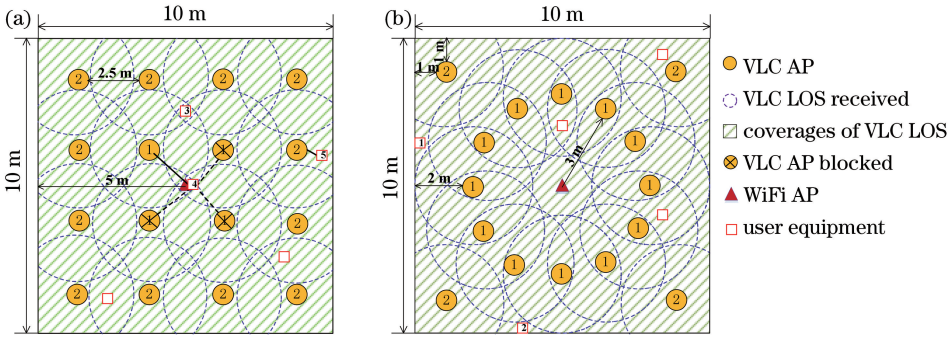 (a)
10 m
10 m
2 2.5 m 2 2 2
3
2 1 1 2
5
5 m
4
2 1 1 2
2 2 2 2
(b)
10 m
10 m
1 m
1 m
2 2
1
1 1
1
1 1
3 m
2 m
1 1
1 1
1 1
1
2 2
2
VLC AP
VLC LOS received
coverages of VLC LOS
VLC AP blocked
WiFi AP
user equipment